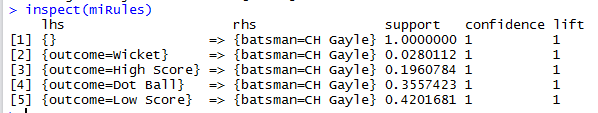 > inspect(miRules)
    lhs                     rhs                 support   confidence lift
[1] {}                   => {batsman=CH Gayle} 1.0000000 1          1
[2] {outcome=Wicket}     => {batsman=CH Gayle} 0.0280112 1          1
[3] {outcome=High Score} => {batsman=CH Gayle} 0.1960784 1          1
[4] {outcome=Dot Ball}   => {batsman=CH Gayle} 0.3557423 1          1
[5] {outcome=Low Score}  => {batsman=CH Gayle} 0.4201681 1          1